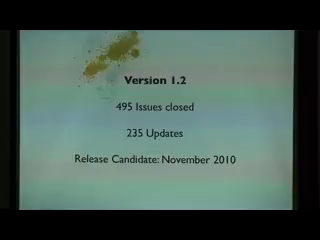 Version 1.2
495 Issues closed
235 Updates
Release Candidate: November 2010